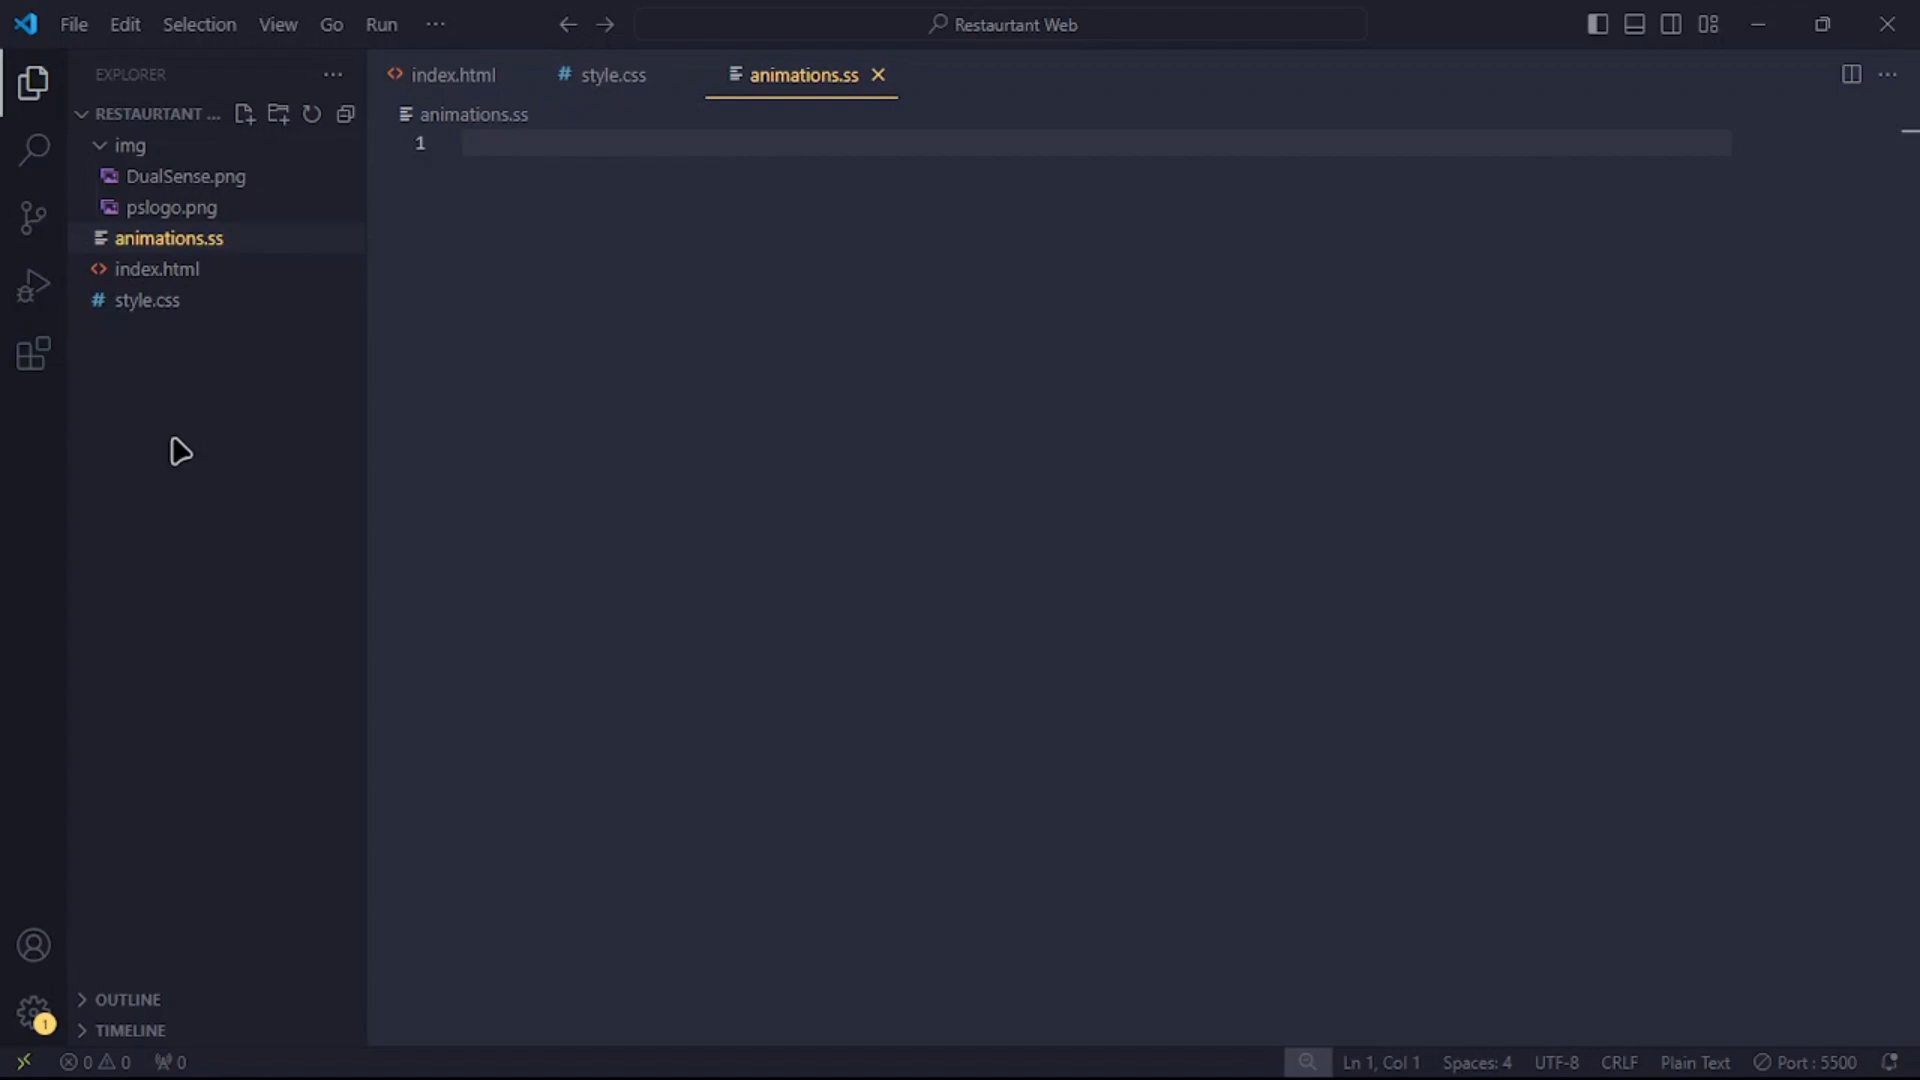 File Edit Selection View Go Run ··· Restaurtant Web
EXPLORER ···
RESTAURTANT ...
img
DualSense.png
pslogo.png
animations.ss
index.html
style.css
index.html style.css animations.ss
animations.ss
1
OUTLINE
TIMELINE
1
0 0 0
Ln 1, Col 1 Spaces: 4 UTF-8 CRLF Plain Text Port : 5500